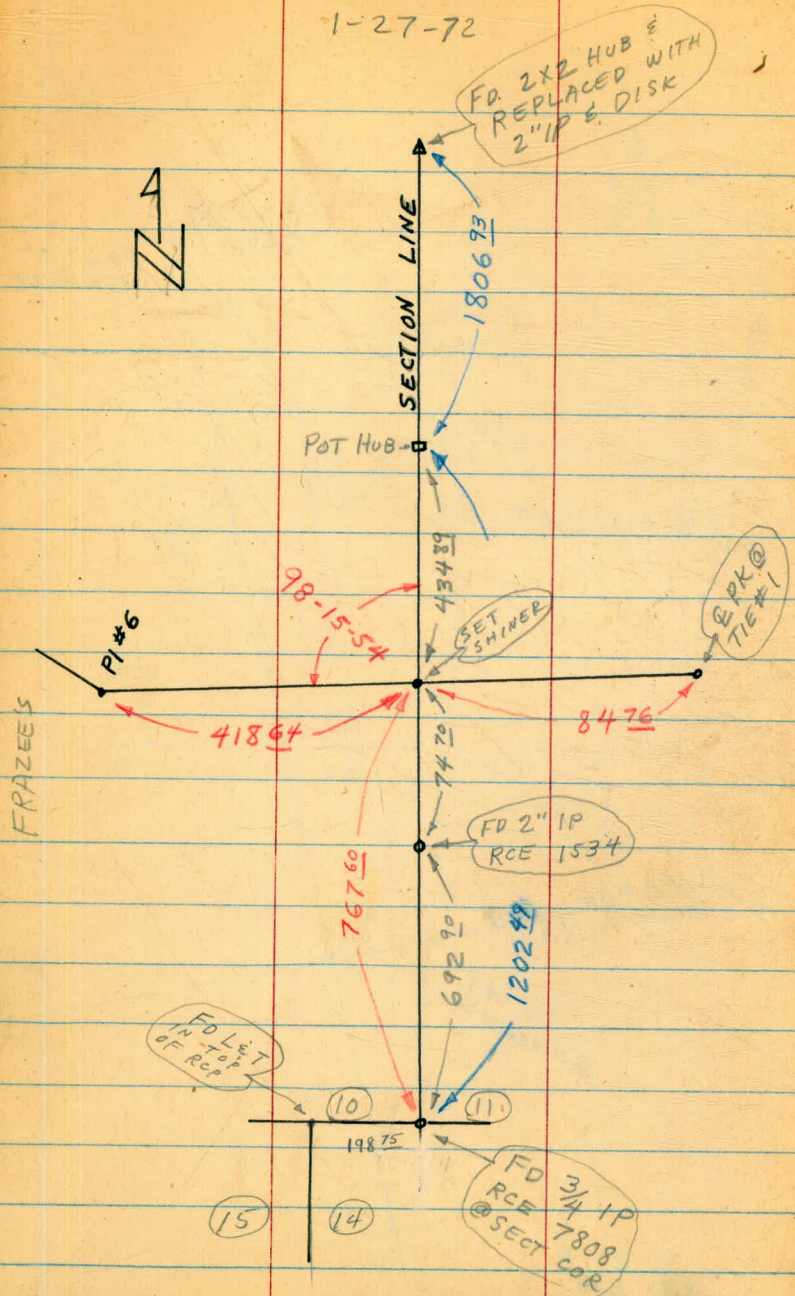 1-27-72
FD. 2X2 HUB &
REPLACED WITH
2" IP & DISK
N
SECTION LINE
1806 93
POT HUB
434 89
98-15-54
SET
SHINER
℄ PK @
TIE #1
PI #6
418 64
84 76
FRAZEE'S
74 70
FD 2" IP
RCE 1534
767 60
692 90
1202 49
FD L&T
IN TOP
OF RCP
10
11
198 75
15
14
FD 3/4 IP
RCE 7808
@ SECT COR